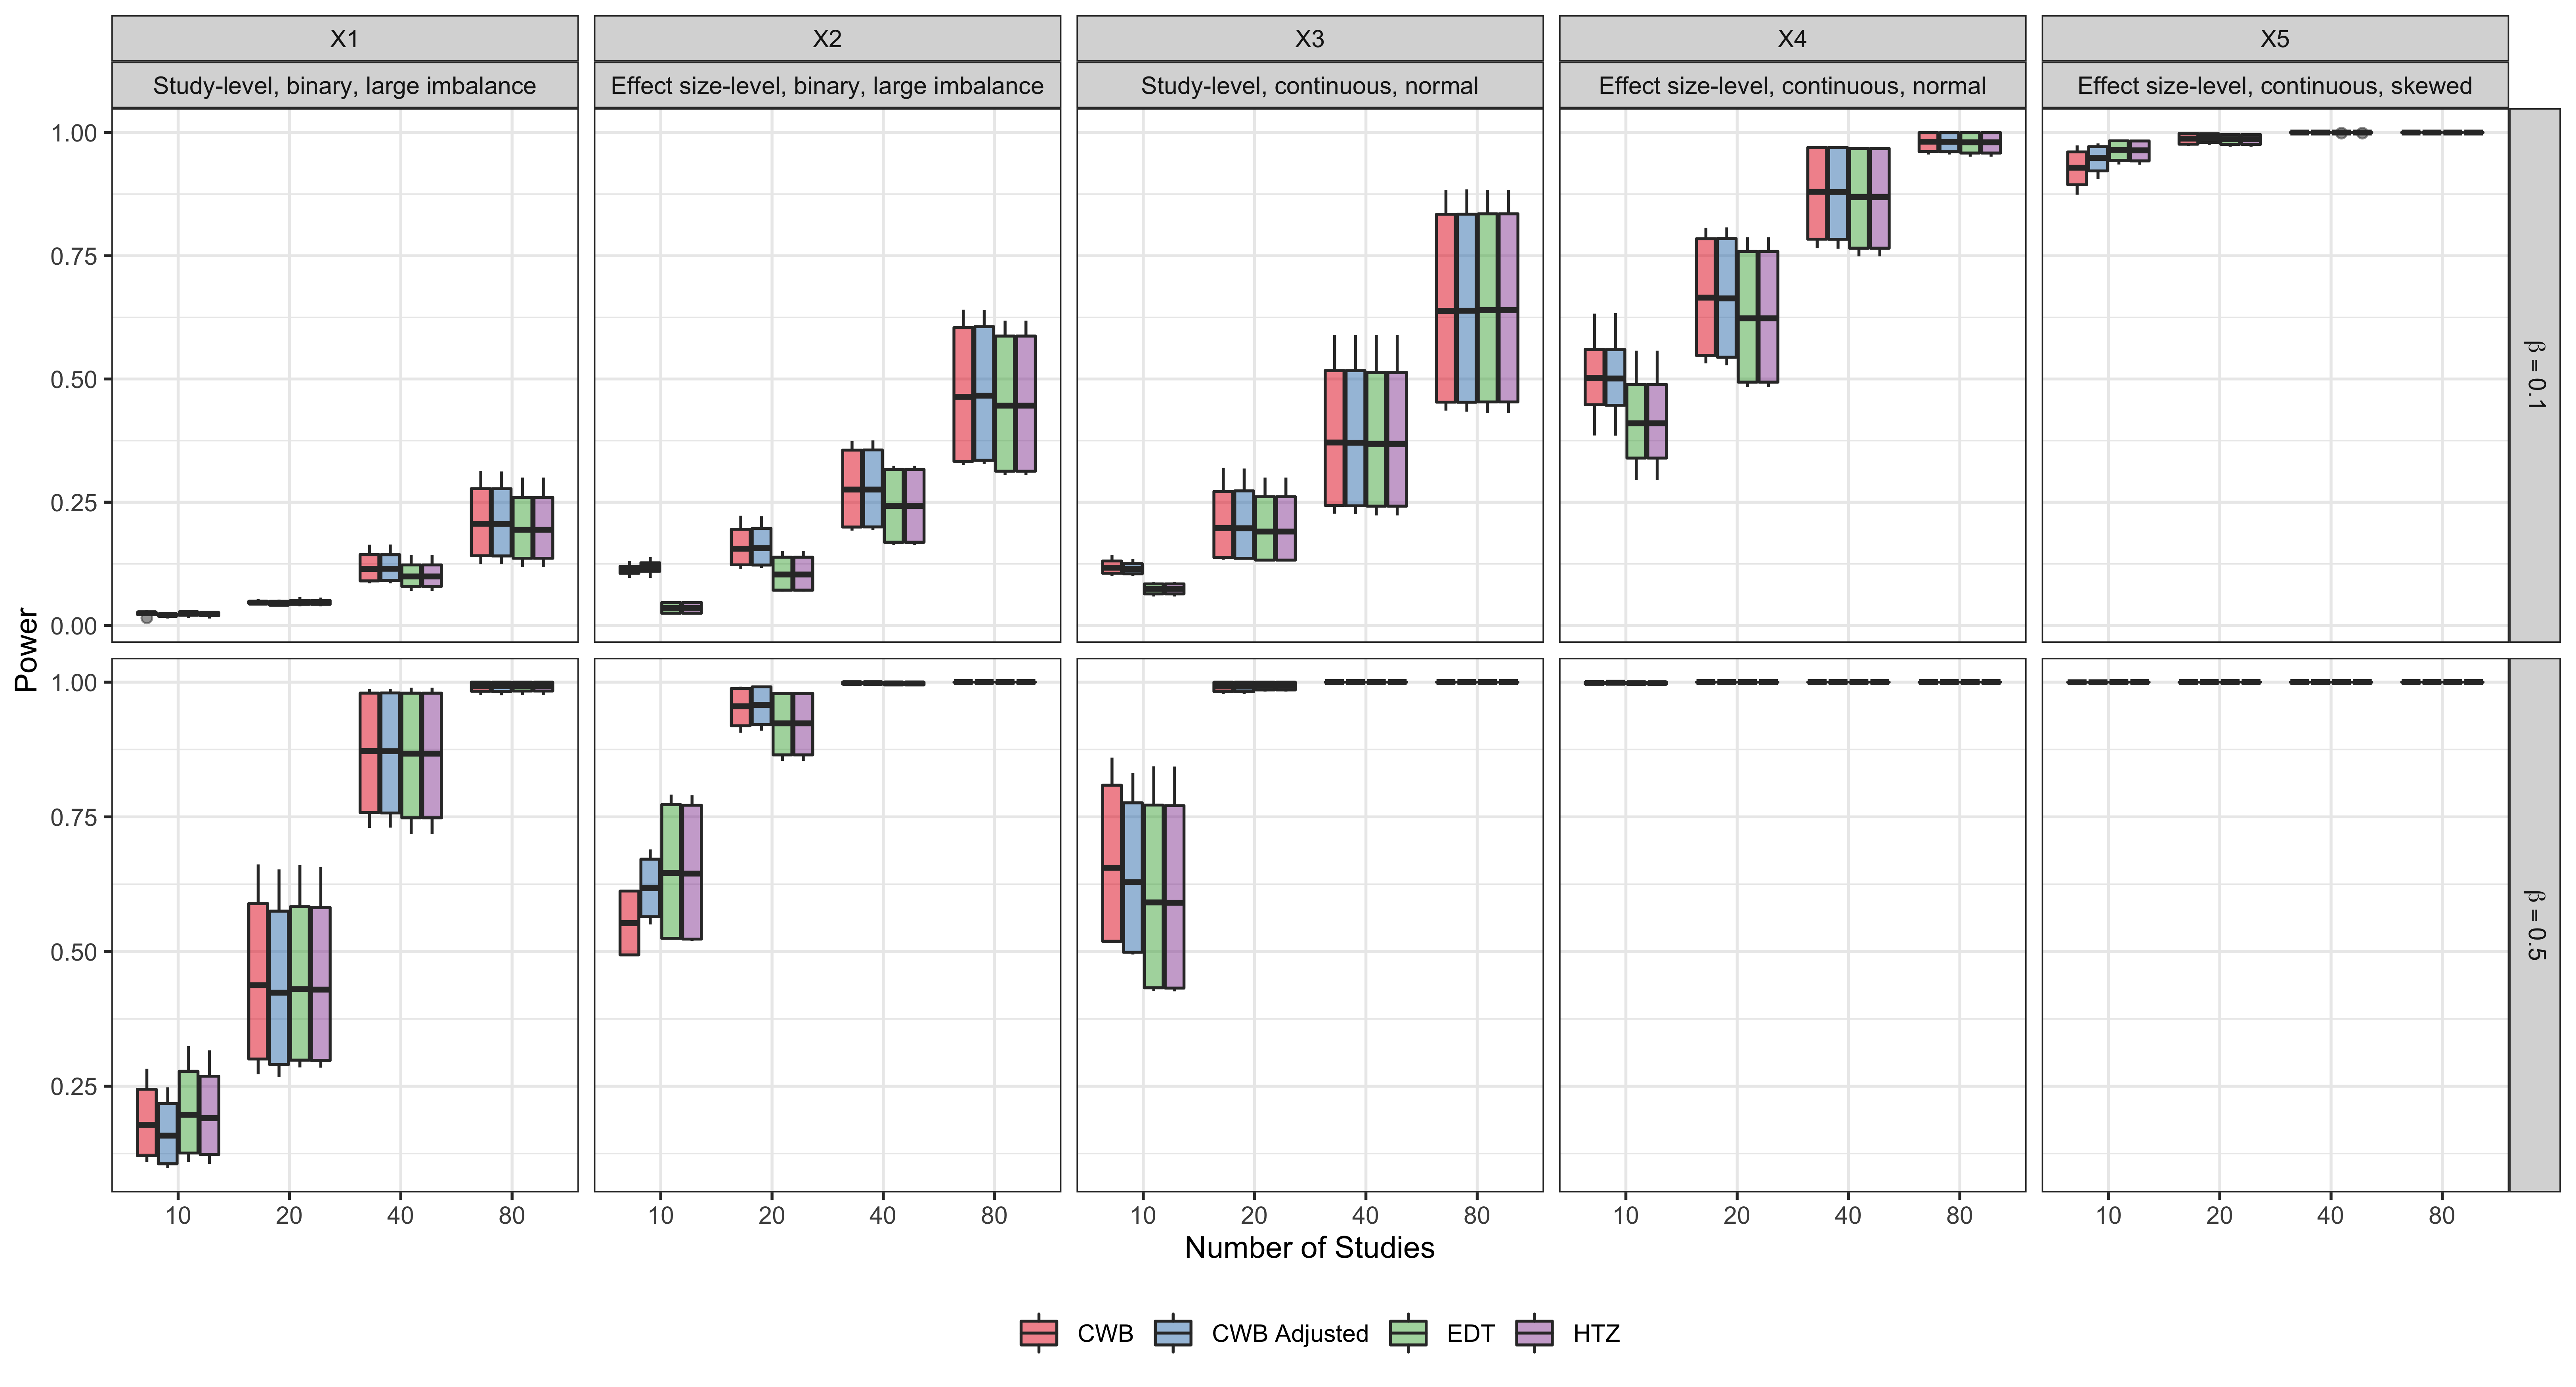 X1 X2 X3 X4 X5
Study-level, binary, large imbalance Effect size-level, binary, large imbalance Study-level, continuous, normal Effect size-level, continuous, normal Effect size-level, continuous, skewed
1.00
0.75
0.50
0.25
0.00
β = 0.1
Power
1.00
0.75
0.50
0.25
β = 0.5
10 20 40 80 10 20 40 80 10 20 40 80 10 20 40 80 10 20 40 80
Number of Studies
CWB CWB Adjusted EDT HTZ